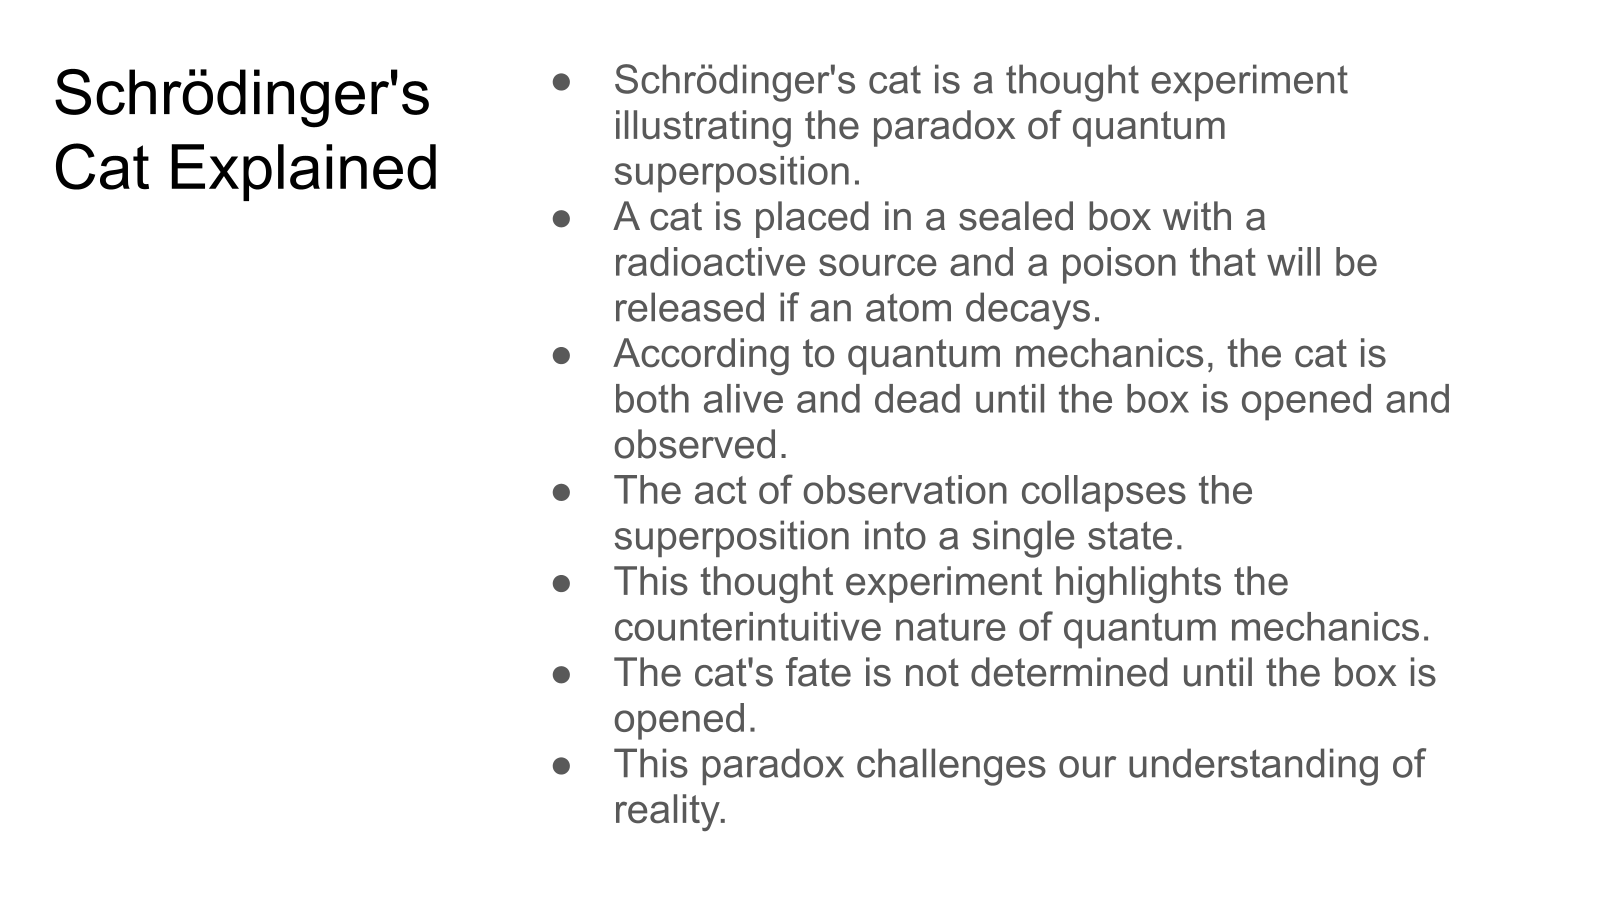 Schrödinger's
Cat Explained
● Schrödinger's cat is a thought experiment
illustrating the paradox of quantum
superposition.
● A cat is placed in a sealed box with a
radioactive source and a poison that will be
released if an atom decays.
● According to quantum mechanics, the cat is
both alive and dead until the box is opened and
observed.
● The act of observation collapses the
superposition into a single state.
● This thought experiment highlights the
counterintuitive nature of quantum mechanics.
● The cat's fate is not determined until the box is
opened.
● This paradox challenges our understanding of
reality.